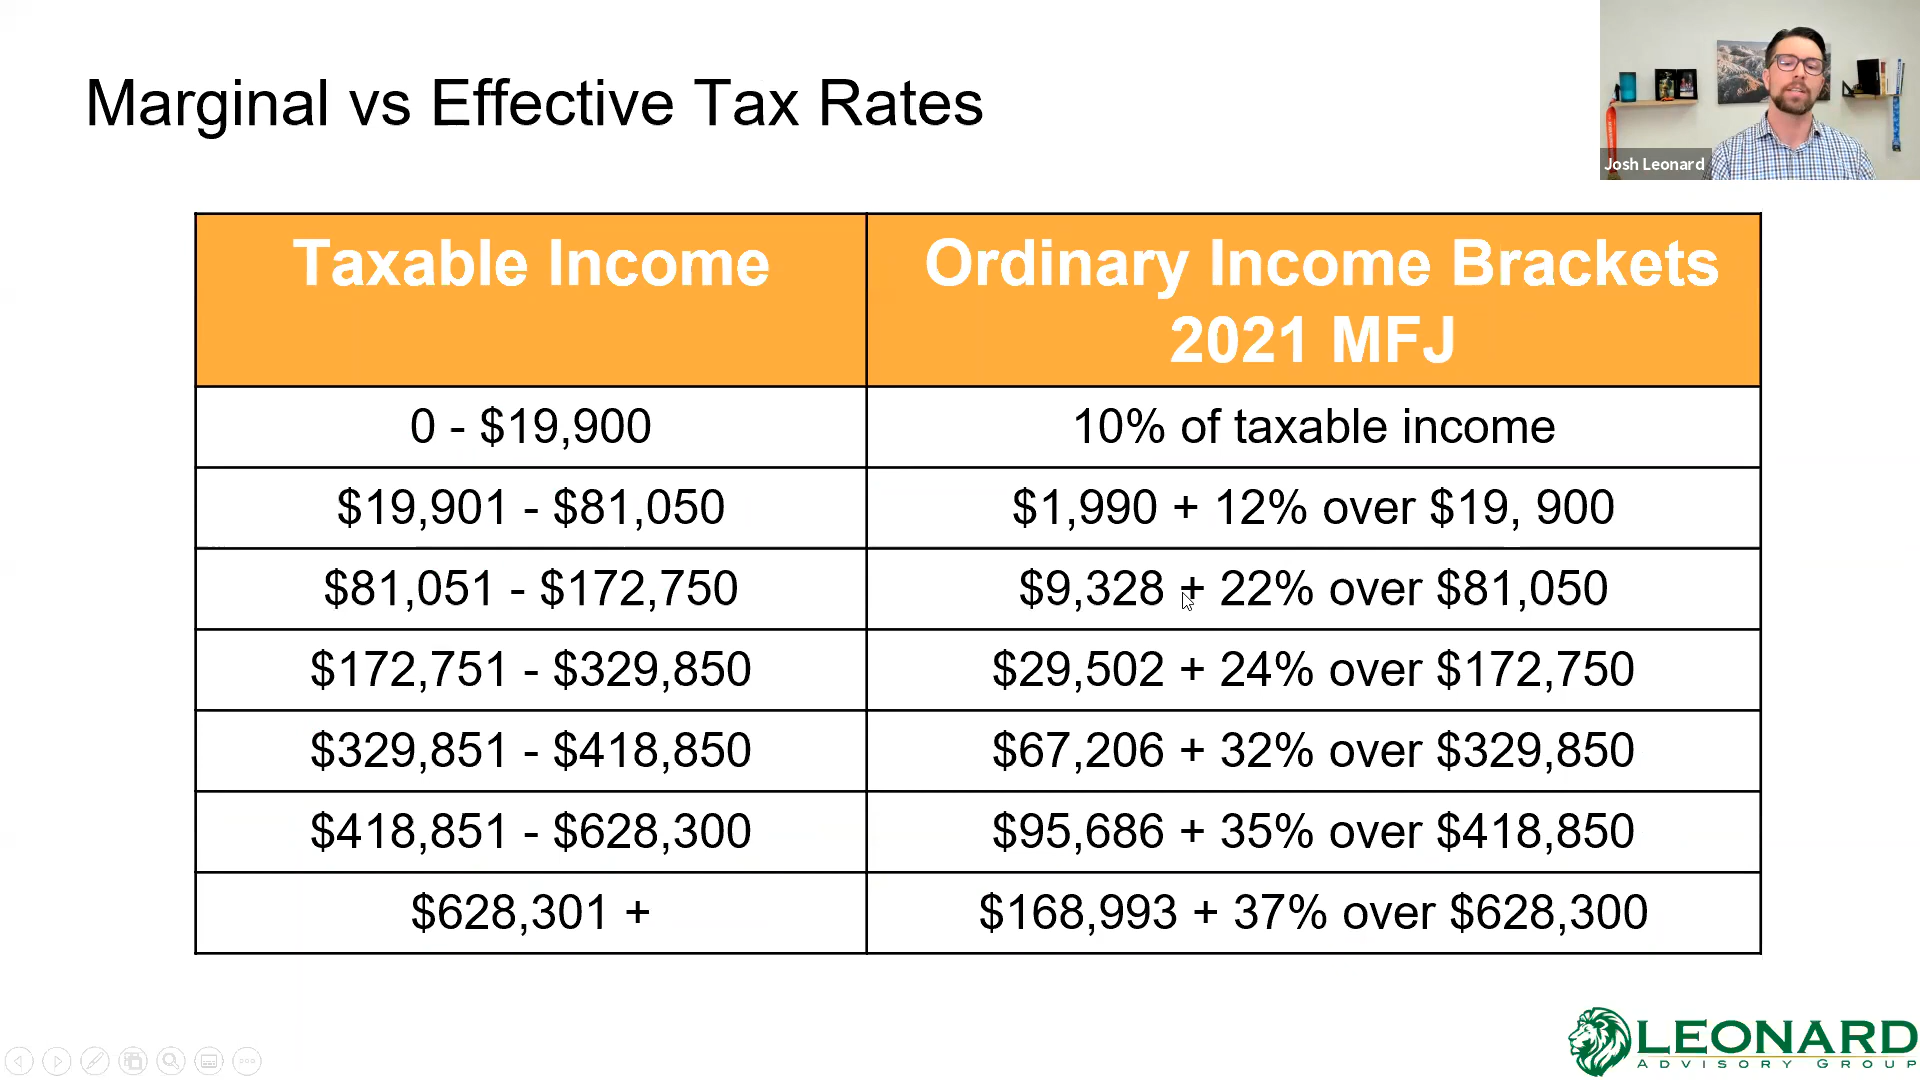 Marginal vs Effective Tax Rates
Josh Leonard
Taxable Income
Ordinary Income Brackets
2021 MFJ
0 - $19,900
10% of taxable income
$19,901 - $81,050
$1,990 + 12% over $19, 900
$81,051 - $172,750
$9,328 + 22% over $81,050
$172,751 - $329,850
$29,502 + 24% over $172,750
$329,851 - $418,850
$67,206 + 32% over $329,850
$418,851 - $628,300
$95,686 + 35% over $418,850
$628,301 +
$168,993 + 37% over $628,300
LEONARD
ADVISORY GROUP